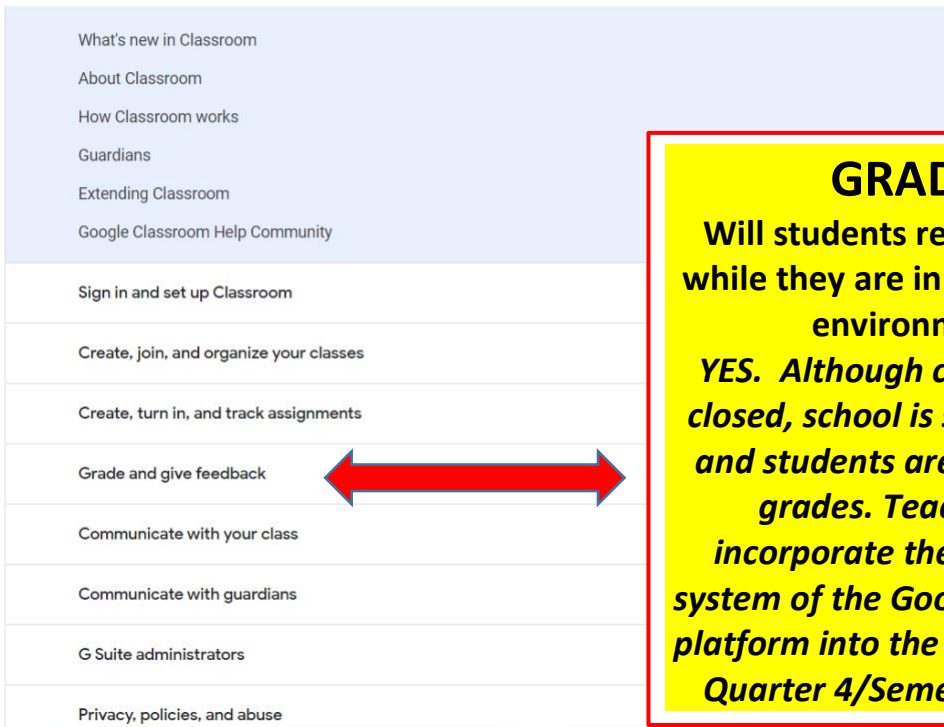 What's new in Classroom
About Classroom
How Classroom works
Guardians
Extending Classroom
Google Classroom Help Community
Sign in and set up Classroom
Create, join, and organize your classes
Create, turn in, and track assignments
Grade and give feedback
Communicate with your class
Communicate with guardians
G Suite administrators
Privacy, policies, and abuse
Will students
while they are in
YES. Although
closed, school is
and students
grades.
incorporate
system of the
platform into the
Quarter